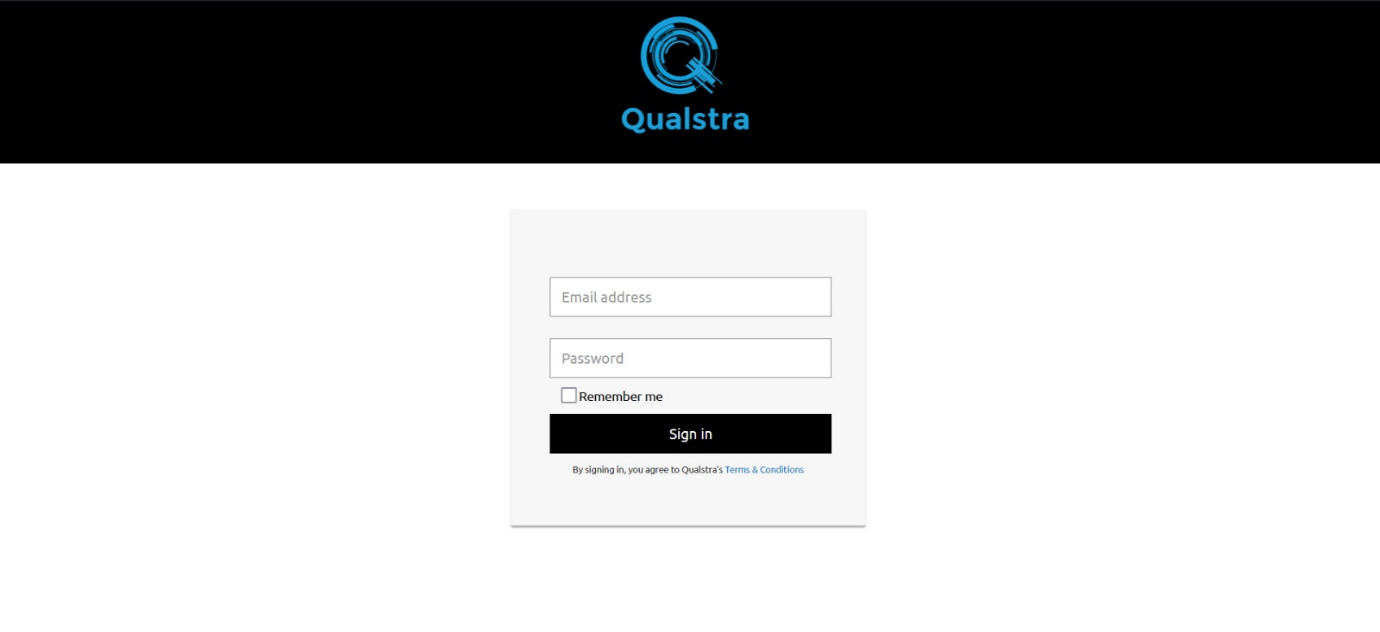 Qualstra
Email address
Password
Remember me
Sign in
By signing in, you agree to Qualstra's Terms & Conditions